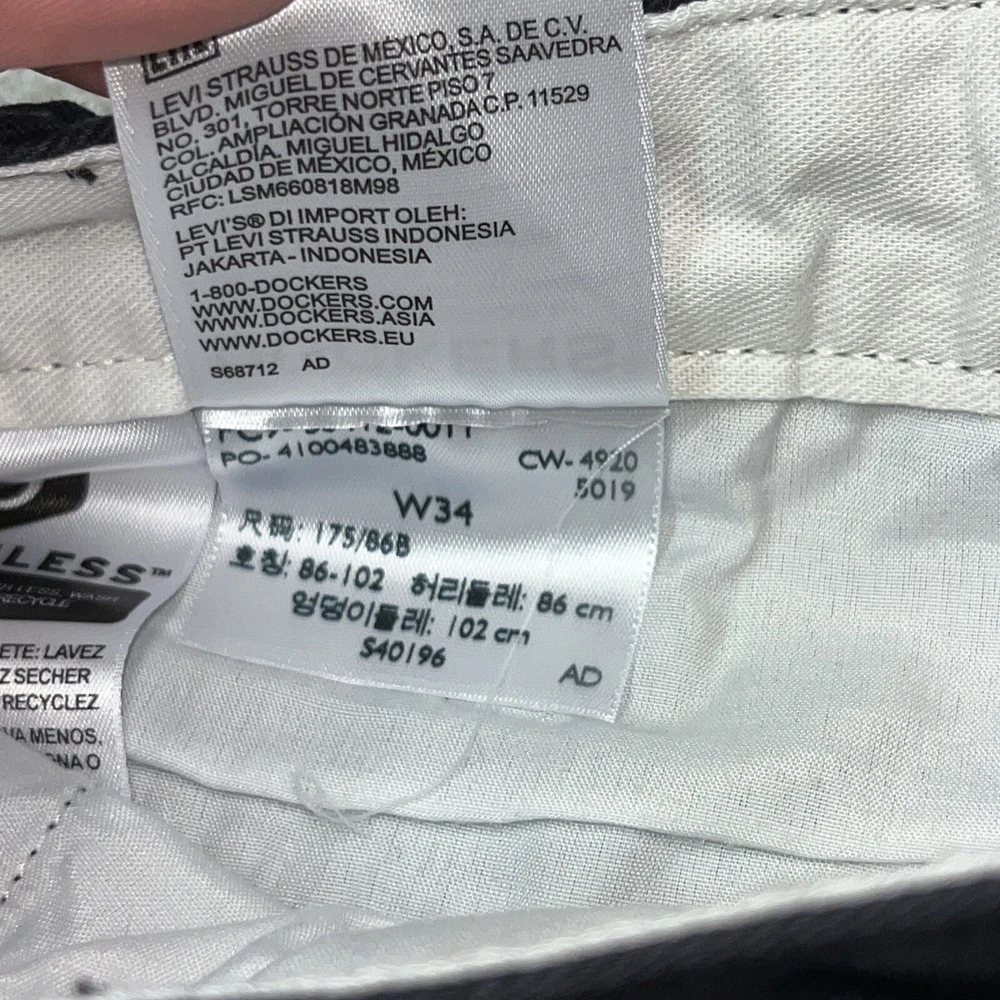 LEVI STRAUSS DE MÉXICO, S.A. DE C.V.
BLVD. MIGUEL DE CERVANTES SAAVEDRA
NO. 301, TORRE NORTE PISO 7
COL. AMPLIACIÓN GRANADA C.P. 11529
ALCALDÍA. MIGUEL HIDALGO
CIUDAD DE MÉXICO, MÉXICO
RFC: LSM660818M98
LEVI'S® DI IMPORT OLEH:
PT LEVI STRAUSS INDONESIA
JAKARTA - INDONESIA
1-800-DOCKERS
WWW.DOCKERS.COM
WWW.DOCKERS.ASIA
WWW.DOCKERS.EU
S68712 AD
PO- 4100483888 CW- 4920
5019
W34
尺码: 175/86B
호칭: 86-102 허리둘레: 86 cm
엉덩이둘레: 102 cm
S40196
AD
LESS™
LESS. WASH
RECYCLE
ETE: LAVEZ
Z SECHER
RECYCLEZ
VA MENOS,
NA O